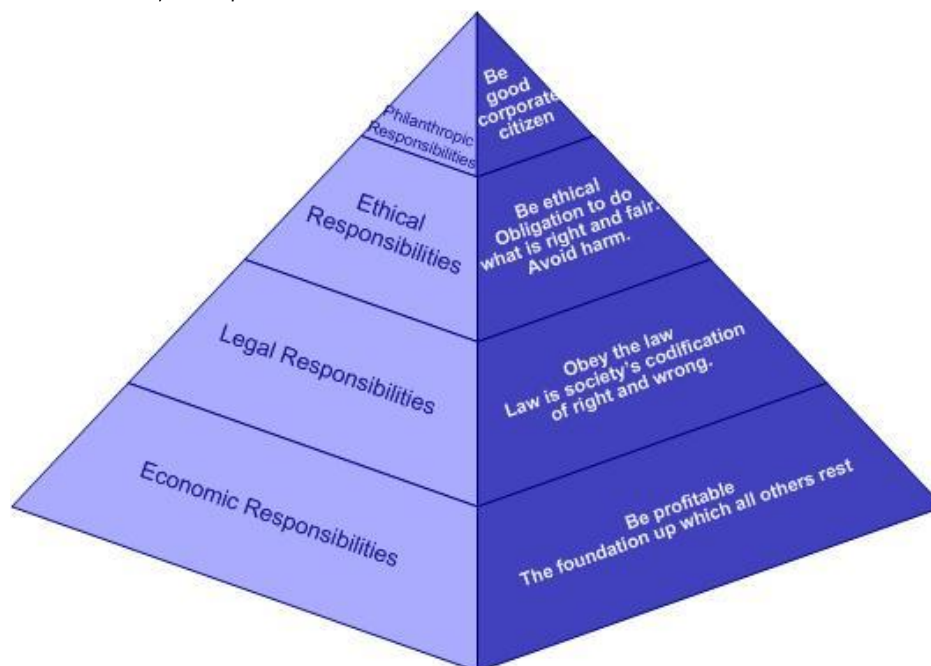 Philanthropic
Responsibilities
Be
good
corporate
citizen
Ethical
Responsibilities
Be ethical
Obligation to do
what is right and fair.
Avoid harm.
Legal Responsibilities
Obey the law
Law is society's codification
of right and wrong.
Economic Responsibilities
Be profitable
The foundation up which all others rest